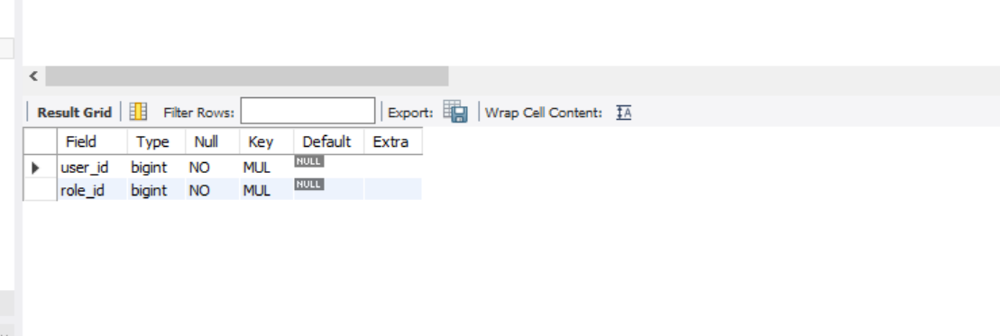 Result Grid Filter Rows: Export: Wrap Cell Content: IA
Field Type Null Key Default Extra
user_id bigint NO MUL NULL
role_id bigint NO MUL NULL